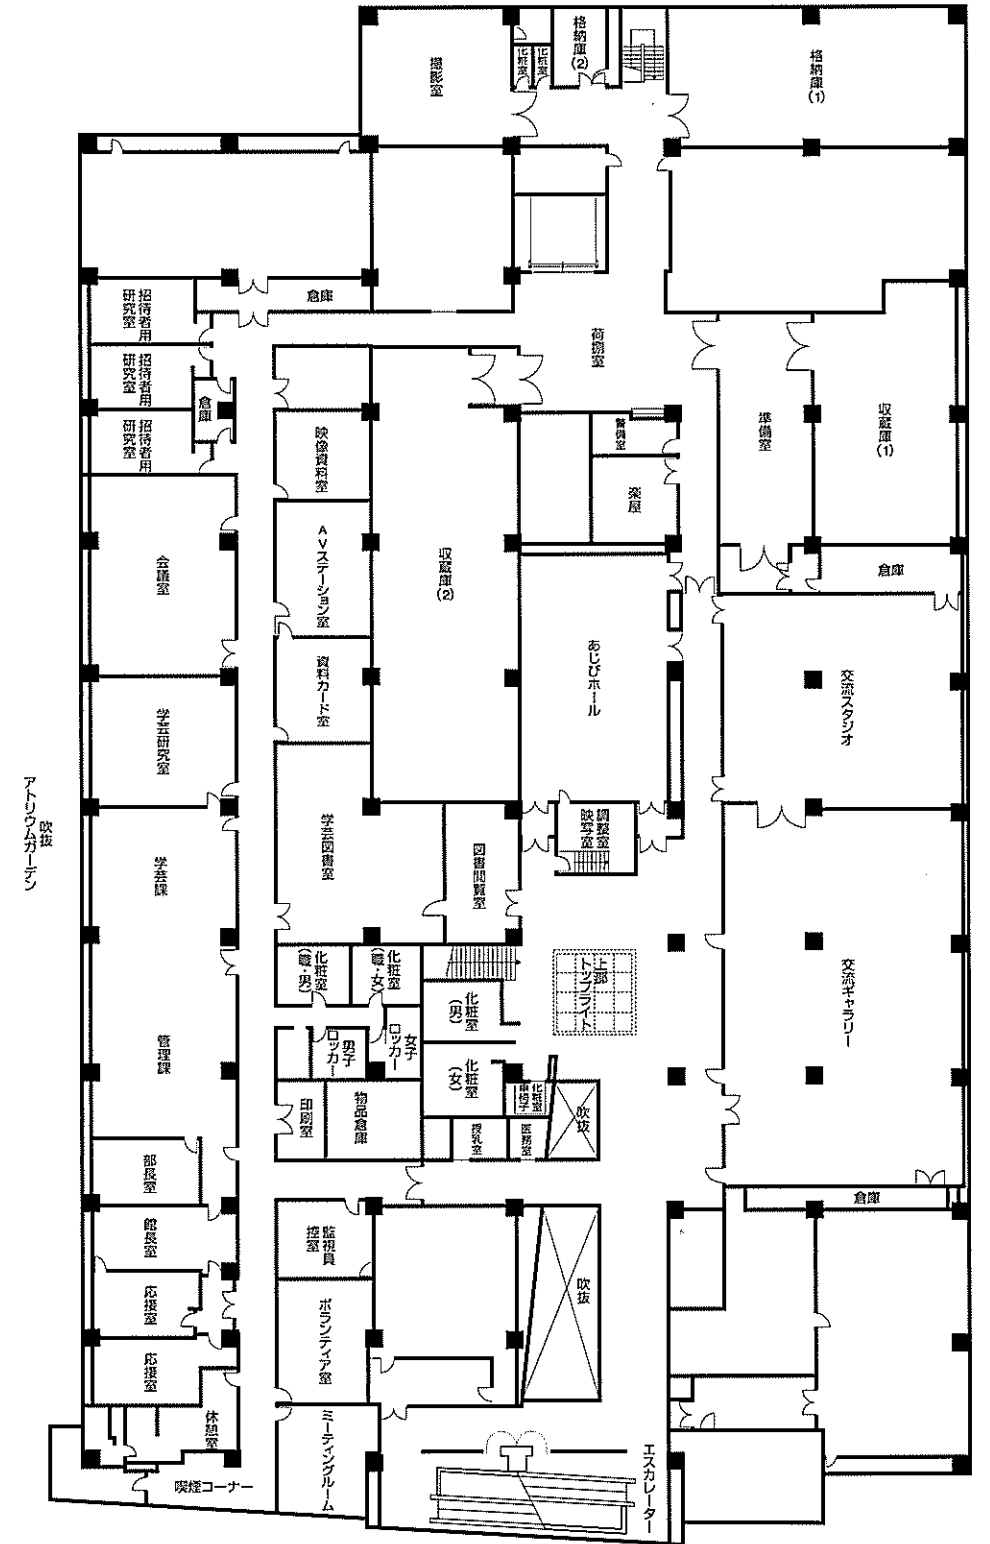 撮影室
化粧室
化粧室
格納庫
(2)
格納庫
(1)
倉庫
招待者用
研究室
招待者用
研究室
倉庫
招待者用
研究室
荷捌室
準備室
収蔵庫
(1)
映像資料室
警備室
楽屋
会議室
AVステーション室
収蔵庫
(2)
倉庫
あじびホール
資料カード室
交流スタジオ
学芸研究室
吹抜
アトリウムガーデン
学芸課
学芸図書室
図書閲覧室
調整室
映写室
化粧室
(職・男)
化粧室
(職・女)
化粧室
(男)
上部
トップライト
交流ギャラリー
管理課
男子
ロッカー
女子
ロッカー
化粧室
(女)
化粧室
車椅子
吹抜
印刷室
物品倉庫
授乳室
医務室
部長室
倉庫
館長室
監視員
控室
吹抜
応接室
ボランティア室
応接室
休憩室
ミーティングルーム
エスカレーター
喫煙コーナー